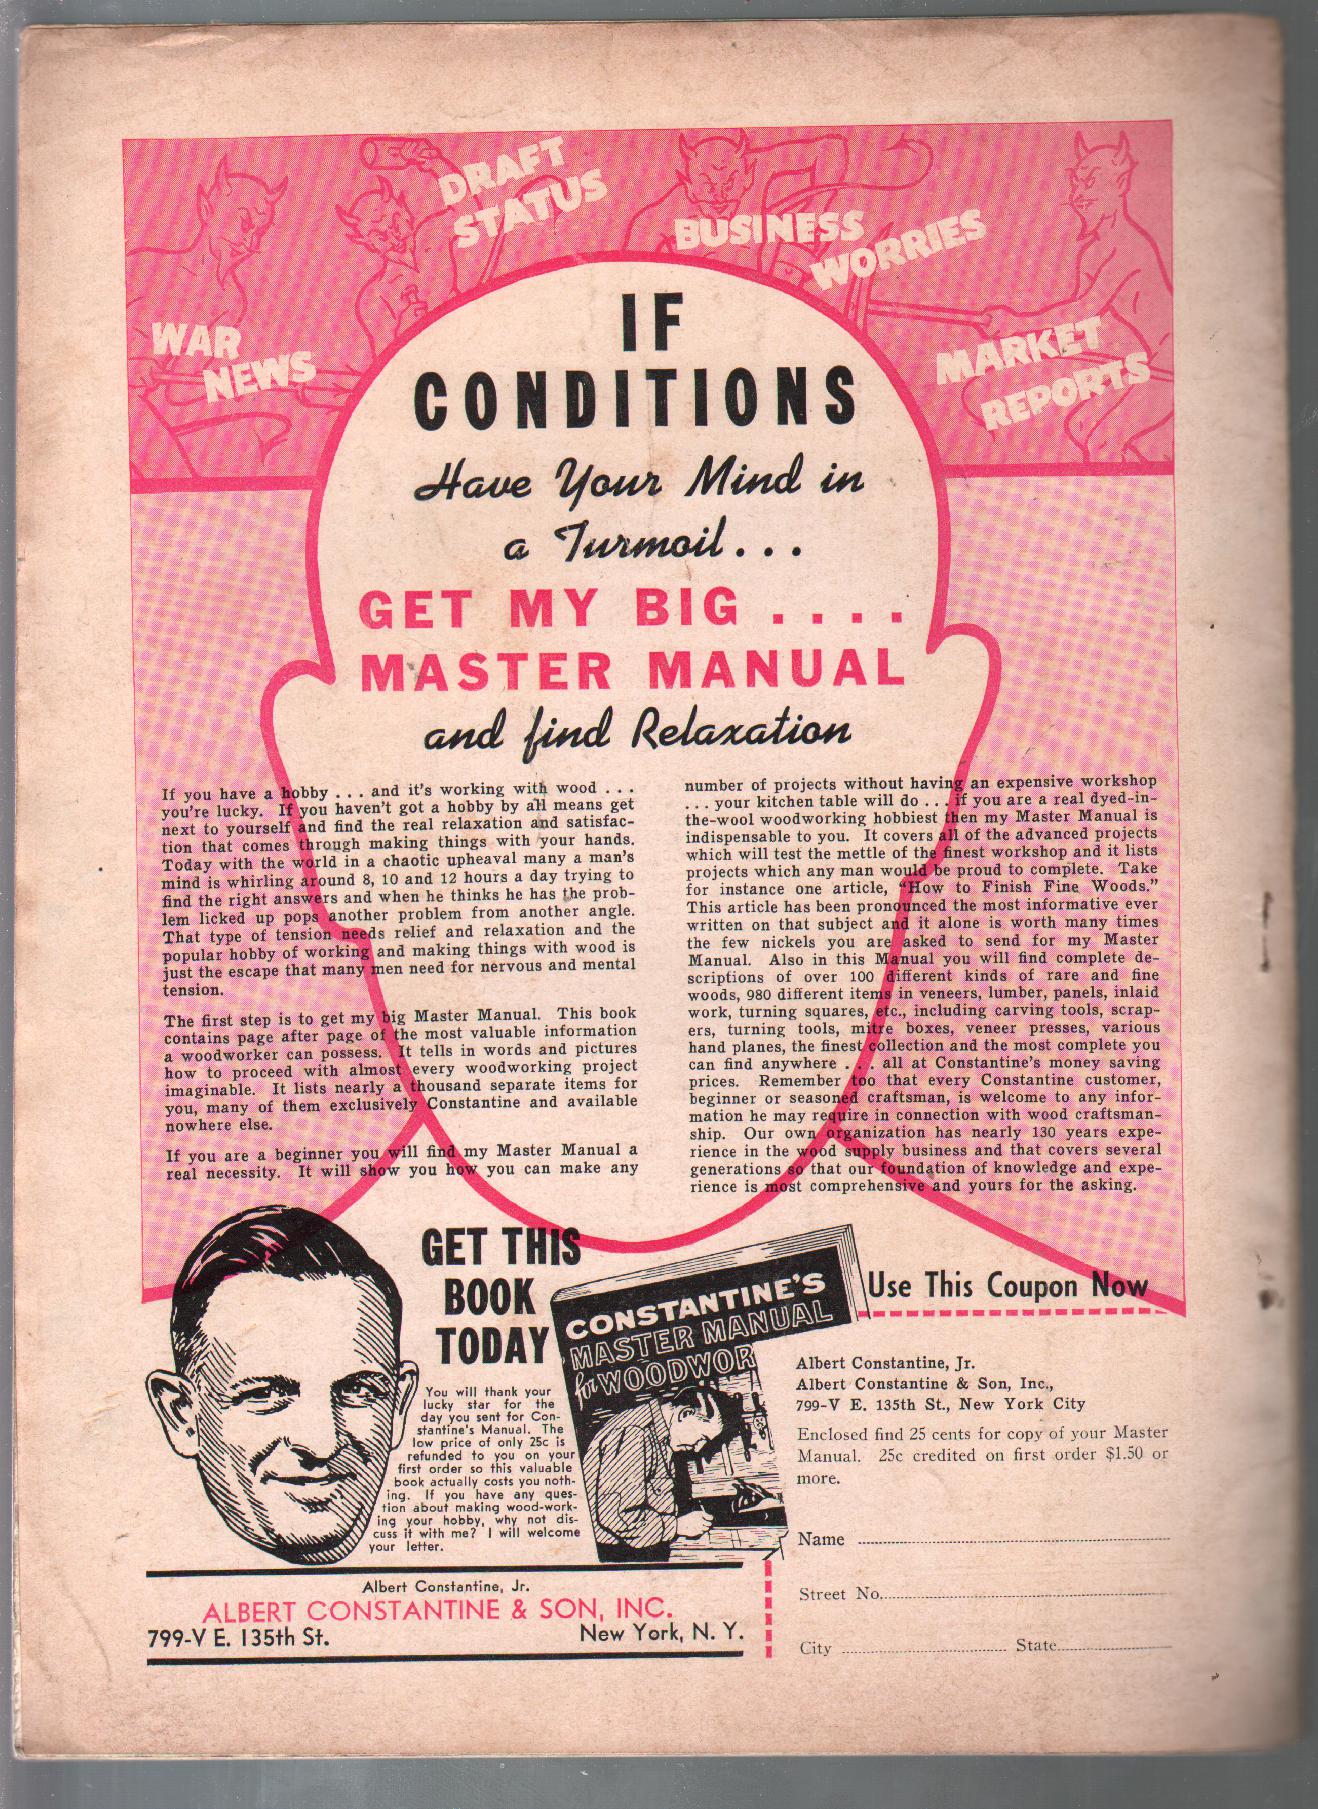 DRAFT
STATUS
BUSINESS
WORRIES
WAR
NEWS
MARKET
REPORTS
IF
CONDITIONS
Have Your Mind in
a Turmoil...
GET MY BIG ....
MASTER MANUAL
and find Relaxation
If you have a hobby . . . and it's working with wood . . .
you're lucky. If you haven't got a hobby by all means get
next to yourself and find the real relaxation and satisfac-
tion that comes through making things with your hands.
Today with the world in a chaotic upheaval many a man's
mind is whirling around 8, 10 and 12 hours a day trying to
find the right answers and when he thinks he has the prob-
lem licked up pops another problem from another angle.
That type of tension needs relief and relaxation and the
popular hobby of working and making things with wood is
just the escape that many men need for nervous and mental
tension.
The first step is to get my big Master Manual. This book
contains page after page of the most valuable information
a woodworker can possess. It tells in words and pictures
how to proceed with almost every woodworking project
imaginable. It lists nearly a thousand separate items for
you, many of them exclusively Constantine and available
nowhere else.
If you are a beginner you will find my Master Manual a
real necessity. It will show you how you can make any
number of projects without having an expensive workshop
. . . your kitchen table will do . . . if you are a real dyed-in-
the-wool woodworking hobbiest then my Master Manual is
indispensable to you. It covers all of the advanced projects
which will test the mettle of the finest workshop and it lists
projects which any man would be proud to complete. Take
for instance one article, "How to Finish Fine Woods."
This article has been pronounced the most informative ever
written on that subject and it alone is worth many times
the few nickels you are asked to send for my Master
Manual. Also in this Manual you will find complete de-
scriptions of over 100 different kinds of rare and fine
woods, 980 different items in veneers, lumber, panels, inlaid
work, turning squares, etc., including carving tools, scrap-
ers, turning tools, mitre boxes, veneer presses, various
hand planes, the finest collection and the most complete you
can find anywhere . . . all at Constantine's money saving
prices. Remember too that every Constantine customer,
beginner or seasoned craftsman, is welcome to any infor-
mation he may require in connection with wood craftsman-
ship. Our own organization has nearly 130 years expe-
rience in the wood supply business and that covers several
generations so that our foundation of knowledge and expe-
rience is most comprehensive and yours for the asking.
GET THIS
BOOK
TODAY
You will thank your
lucky star for the
day you sent for Con-
stantine's Manual. The
low price of only 25c is
refunded to you on your
first order so this valuable
book actually costs you noth-
ing. If you have any ques-
tion about making wood-work-
ing your hobby, why not dis-
cuss it with me? I will welcome
your letter.
CONSTANTINE'S
MASTER MANUAL
for WOODWOR
Albert Constantine, Jr.
ALBERT CONSTANTINE & SON, INC.
799-V E. 135th St. New York, N. Y.
Use This Coupon Now
Albert Constantine, Jr.
Albert Constantine & Son, Inc.,
799-V E. 135th St., New York City
Enclosed find 25 cents for copy of your Master
Manual. 25c credited on first order $1.50 or
more.
Name
Street No.
City State